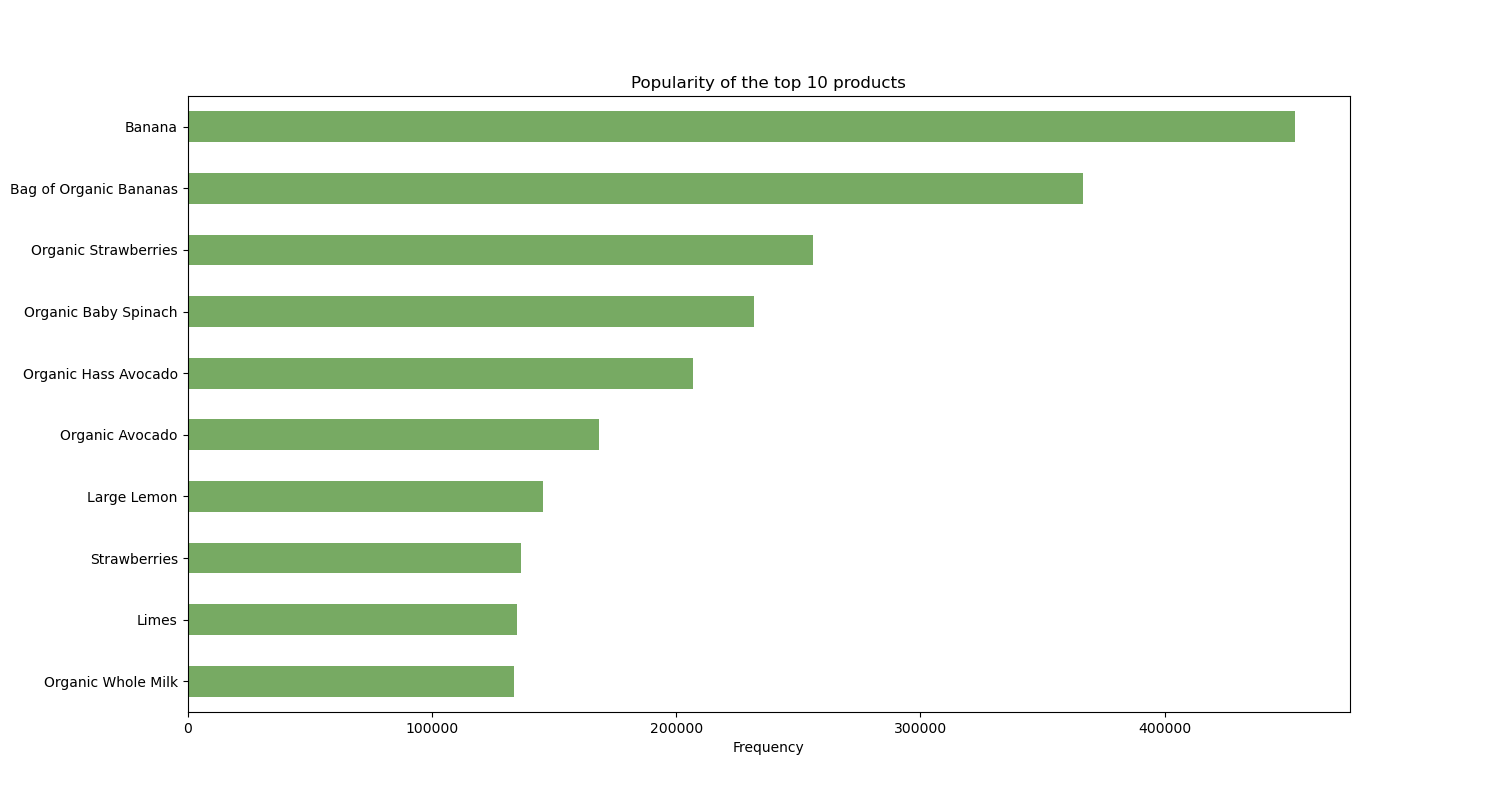 Popularity of the top 10 products
Banana
Bag of Organic Bananas
Organic Strawberries
Organic Baby Spinach
Organic Hass Avocado
Organic Avocado
Large Lemon
Strawberries
Limes
Organic Whole Milk
0 100000 200000 300000 400000
Frequency